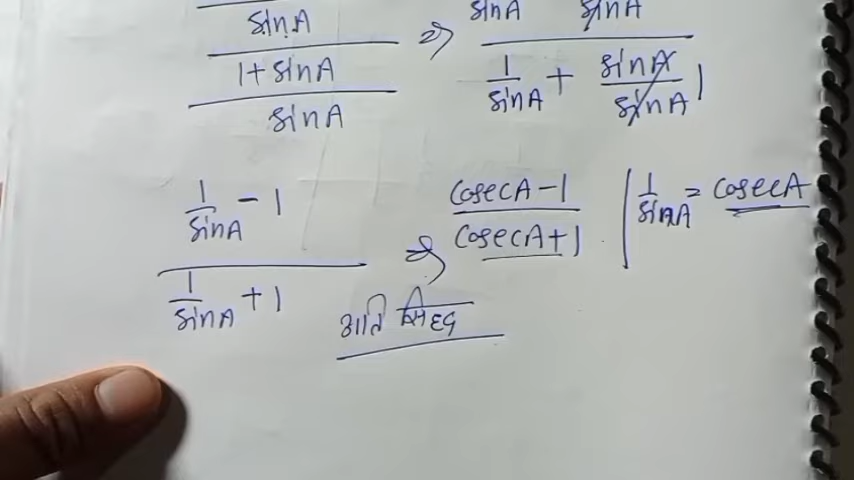 sinA
1+sinA
sinA
⇒
sinA sinA
1/sinA + sinA/sinA 1
1/sinA - 1
1/sinA + 1
⇒
cosecA-1
cosecA+1
1/sinA = cosecA
सिद्ध